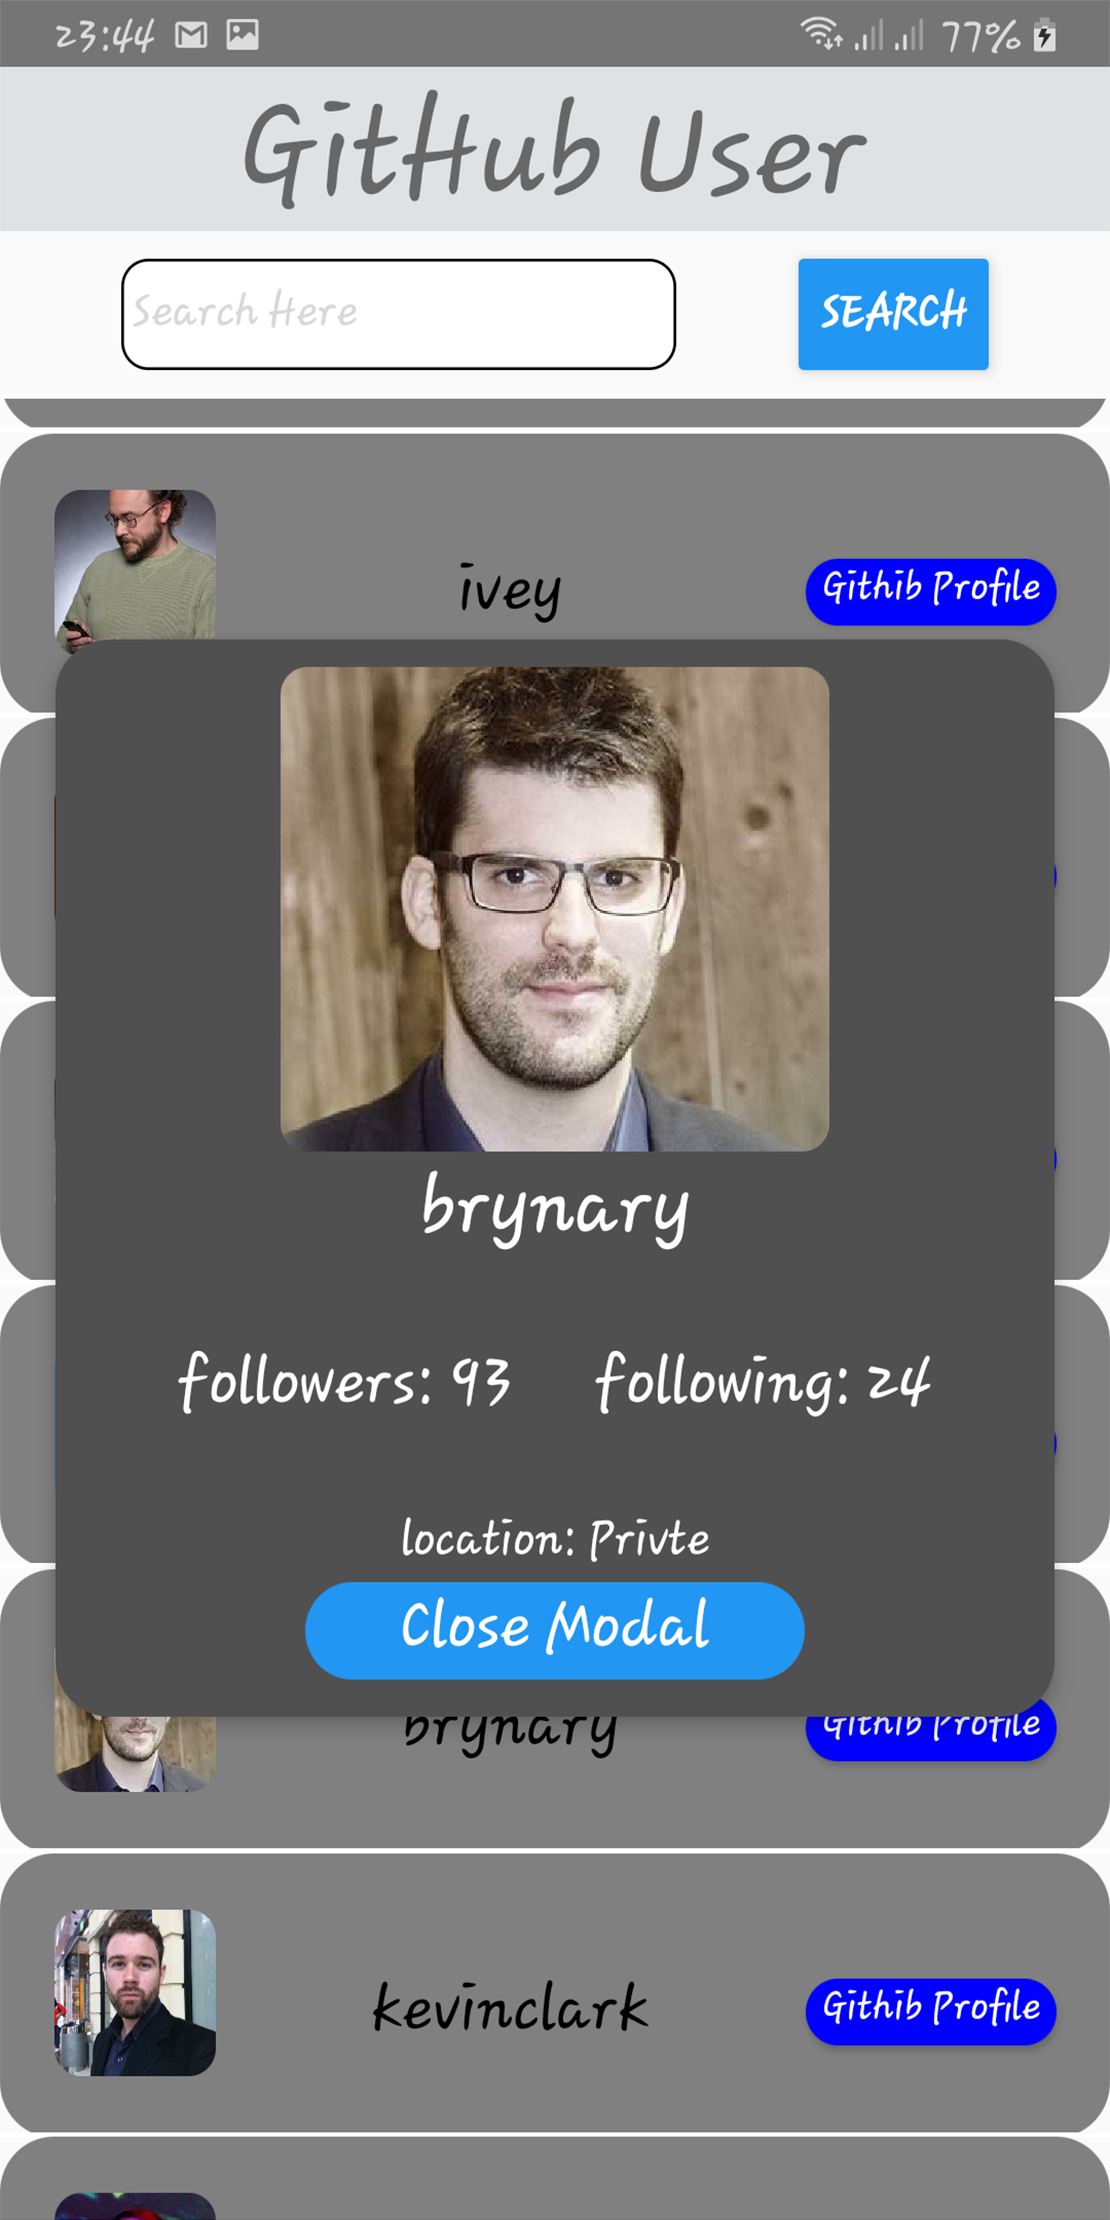 23:44 77%
GitHub User
Search Here SEARCH
ivey Githib Profile
brynary
followers: 93 following: 24
location: Privte
Close Modal
brynary Githib Profile
kevinclark Githib Profile